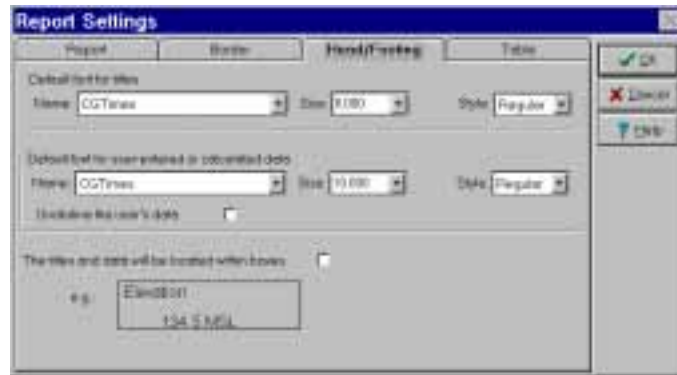 Report Settings
Report Border Head/Footing Table
Default font for titles
Name CGTimes Size 8.000 Style Regular
Default font for user entered or calculated data
Name CGTimes Size 10.000 Style Regular
Underline the user's data
The titles and data will be located within boxes
e.g. Elevation
134.5 MSL
OK
Cancel
Help